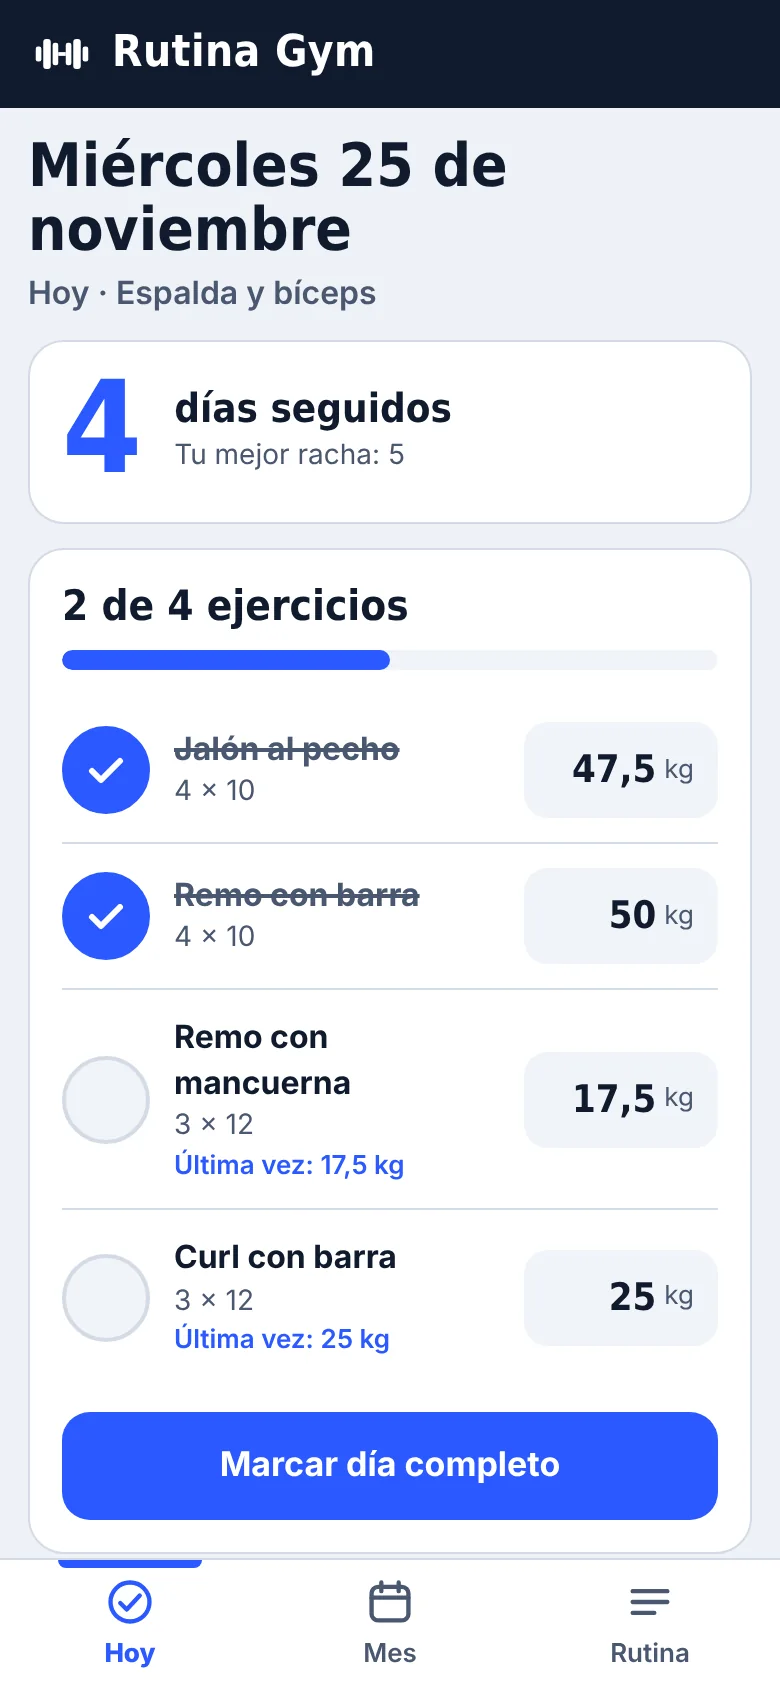 Rutina Gym
Miércoles 25 de
noviembre
Hoy · Espalda y bíceps
4
días seguidos
Tu mejor racha: 5
2 de 4 ejercicios
Jalón al pecho
4 × 10
47,5 kg
Remo con barra
4 × 10
50 kg
Remo con
mancuerna
3 × 12
Última vez: 17,5 kg
17,5 kg
Curl con barra
3 × 12
Última vez: 25 kg
25 kg
Marcar día completo
Hoy
Mes
Rutina